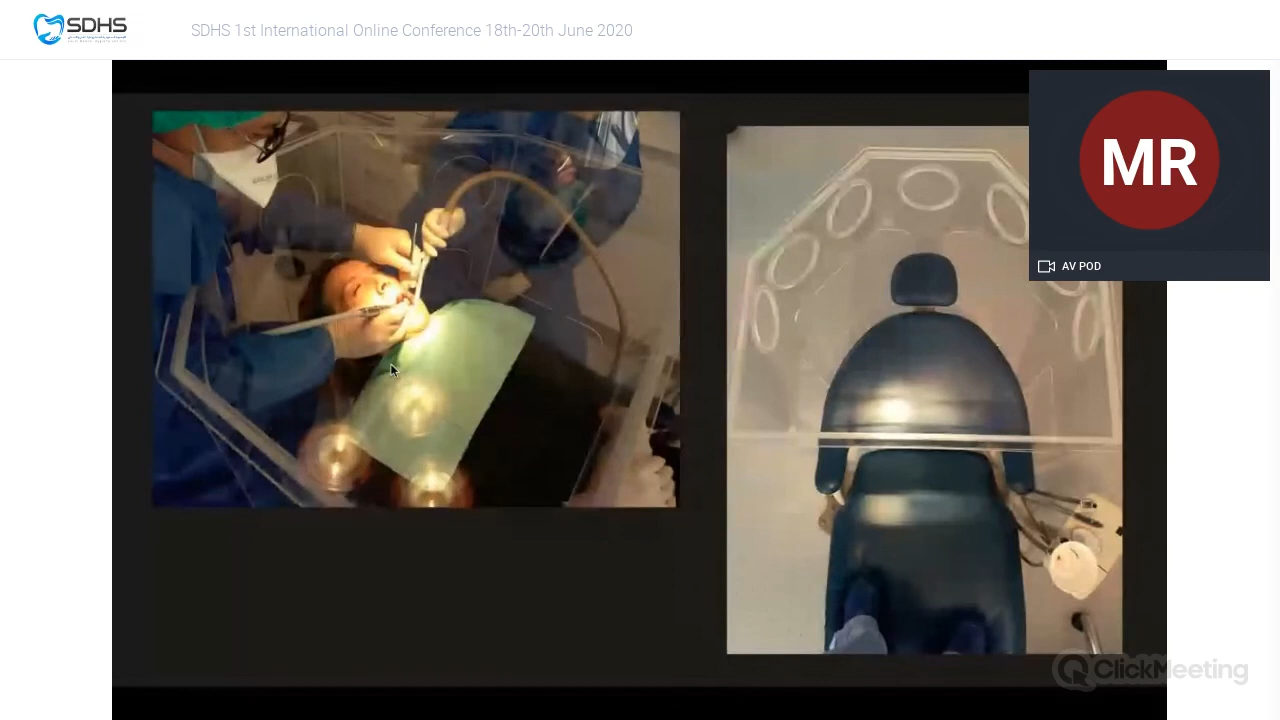 SDHS
SDHS 1st International Online Conference 18th-20th June 2020
MR
AV POD
ClickMeeting